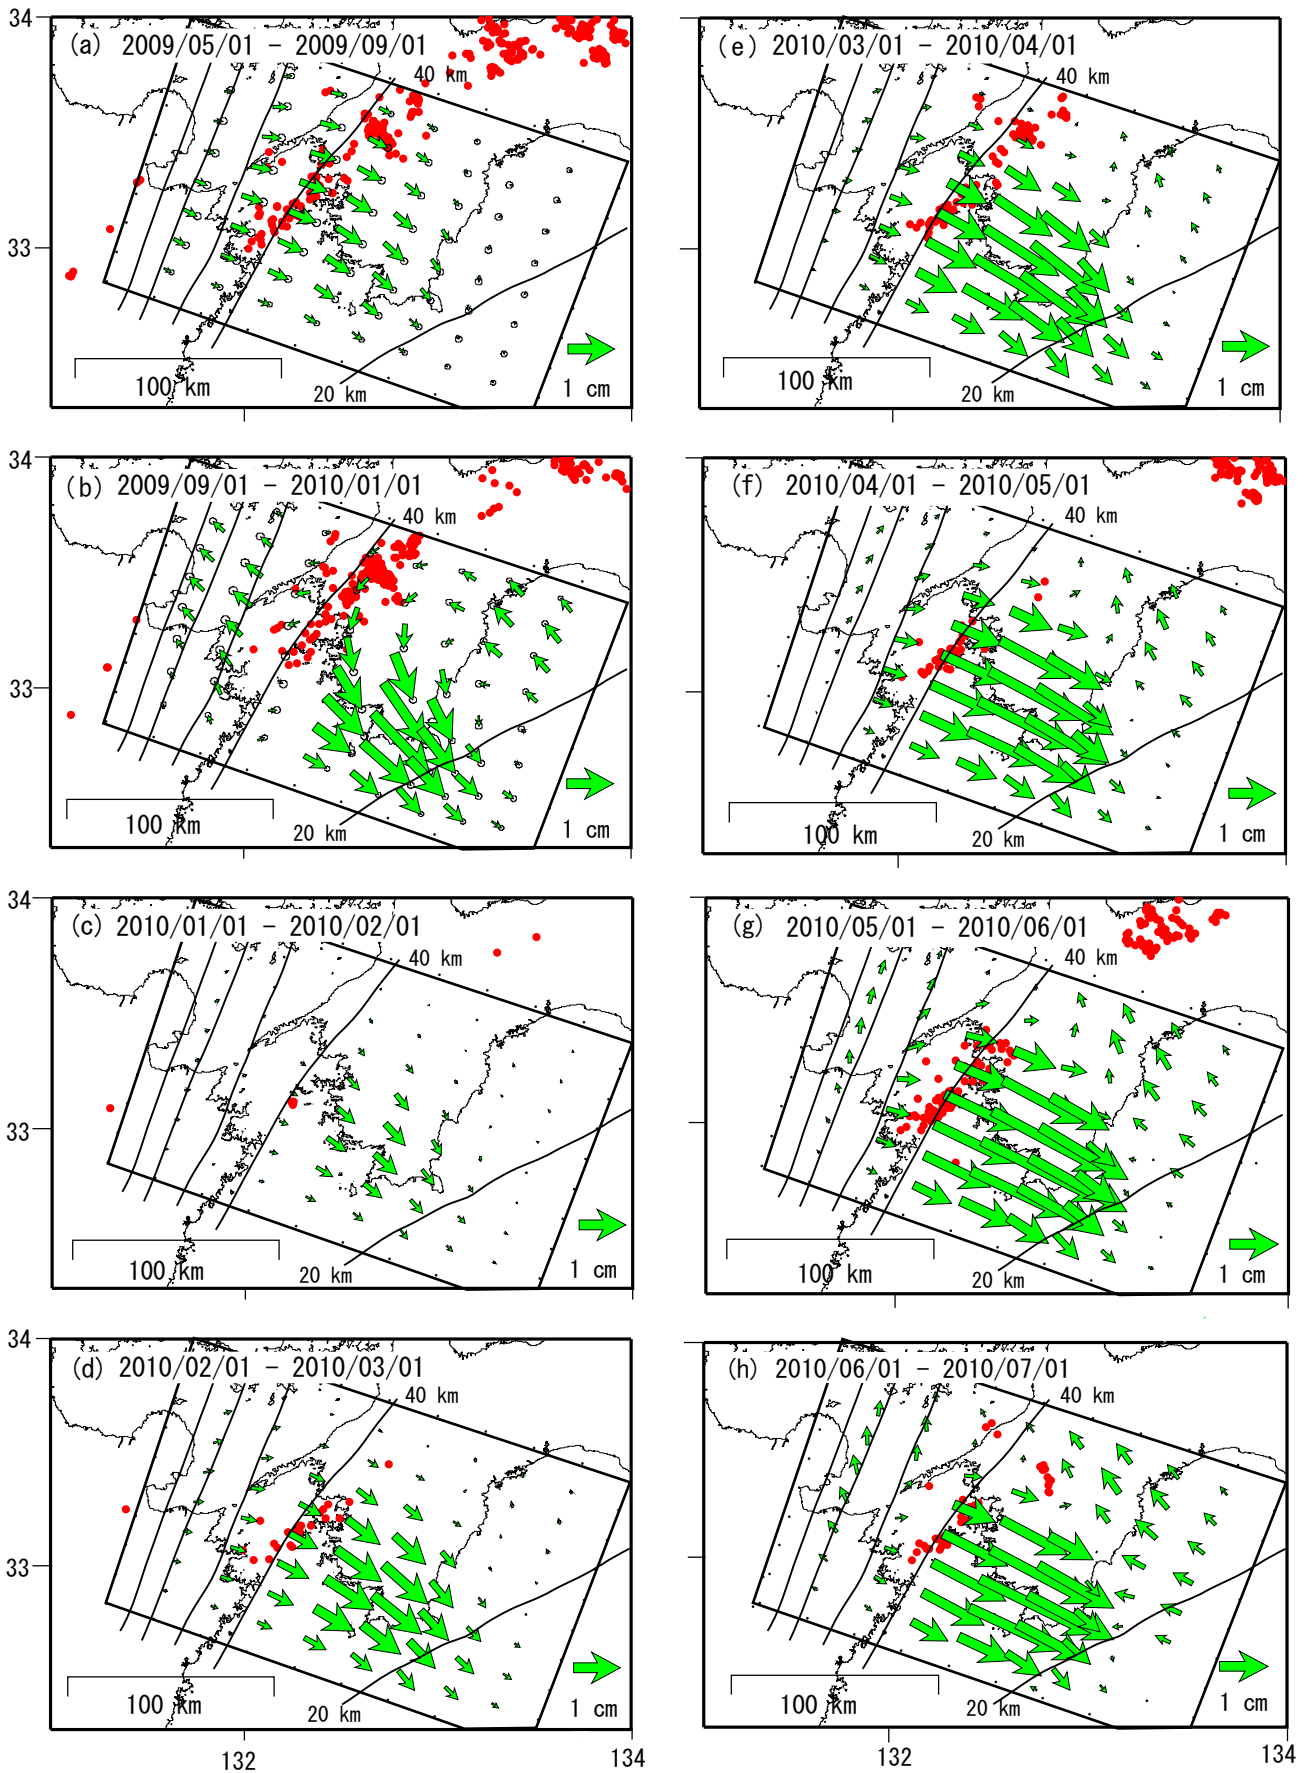 34
(a) 2009/05/01 - 2009/09/01
40 km
33
100 km
20 km
1 cm
(e) 2010/03/01 - 2010/04/01
40 km
100 km
20 km
1 cm
34
(b) 2009/09/01 - 2010/01/01
40 km
33
100 km
20 km
1 cm
(f) 2010/04/01 - 2010/05/01
40 km
100 km
20 km
1 cm
34
(c) 2010/01/01 - 2010/02/01
40 km
33
100 km
20 km
1 cm
(g) 2010/05/01 - 2010/06/01
40 km
100 km
20 km
1 cm
34
(d) 2010/02/01 - 2010/03/01
40 km
33
100 km
20 km
1 cm
132
134
(h) 2010/06/01 - 2010/07/01
40 km
100 km
20 km
1 cm
132
134